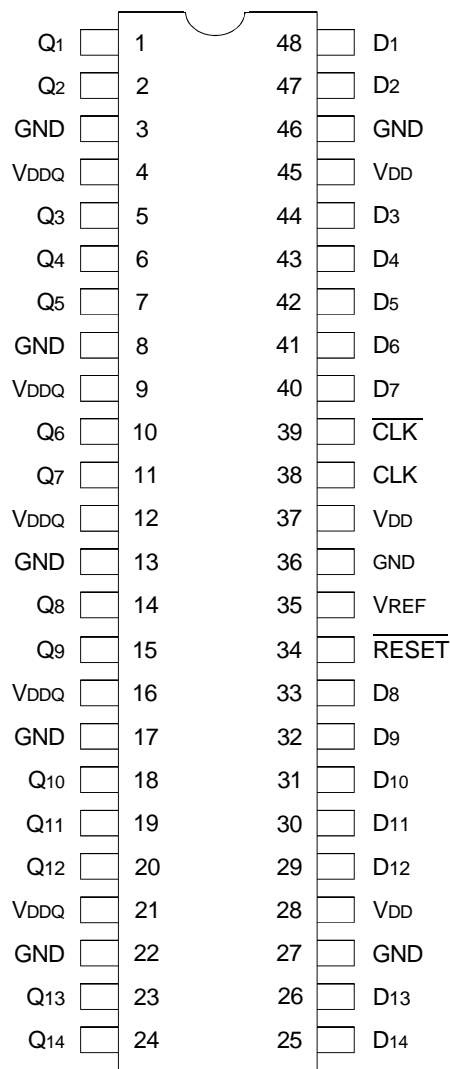 Q1 1 48 D1
Q2 2 47 D2
GND 3 46 GND
VDDQ 4 45 VDD
Q3 5 44 D3
Q4 6 43 D4
Q5 7 42 D5
GND 8 41 D6
VDDQ 9 40 D7
Q6 10 39 C̅L̅K̅
Q7 11 38 CLK
VDDQ 12 37 VDD
GND 13 36 GND
Q8 14 35 VREF
Q9 15 34 R̅E̅S̅E̅T̅
VDDQ 16 33 D8
GND 17 32 D9
Q10 18 31 D10
Q11 19 30 D11
Q12 20 29 D12
VDDQ 21 28 VDD
GND 22 27 GND
Q13 23 26 D13
Q14 24 25 D14